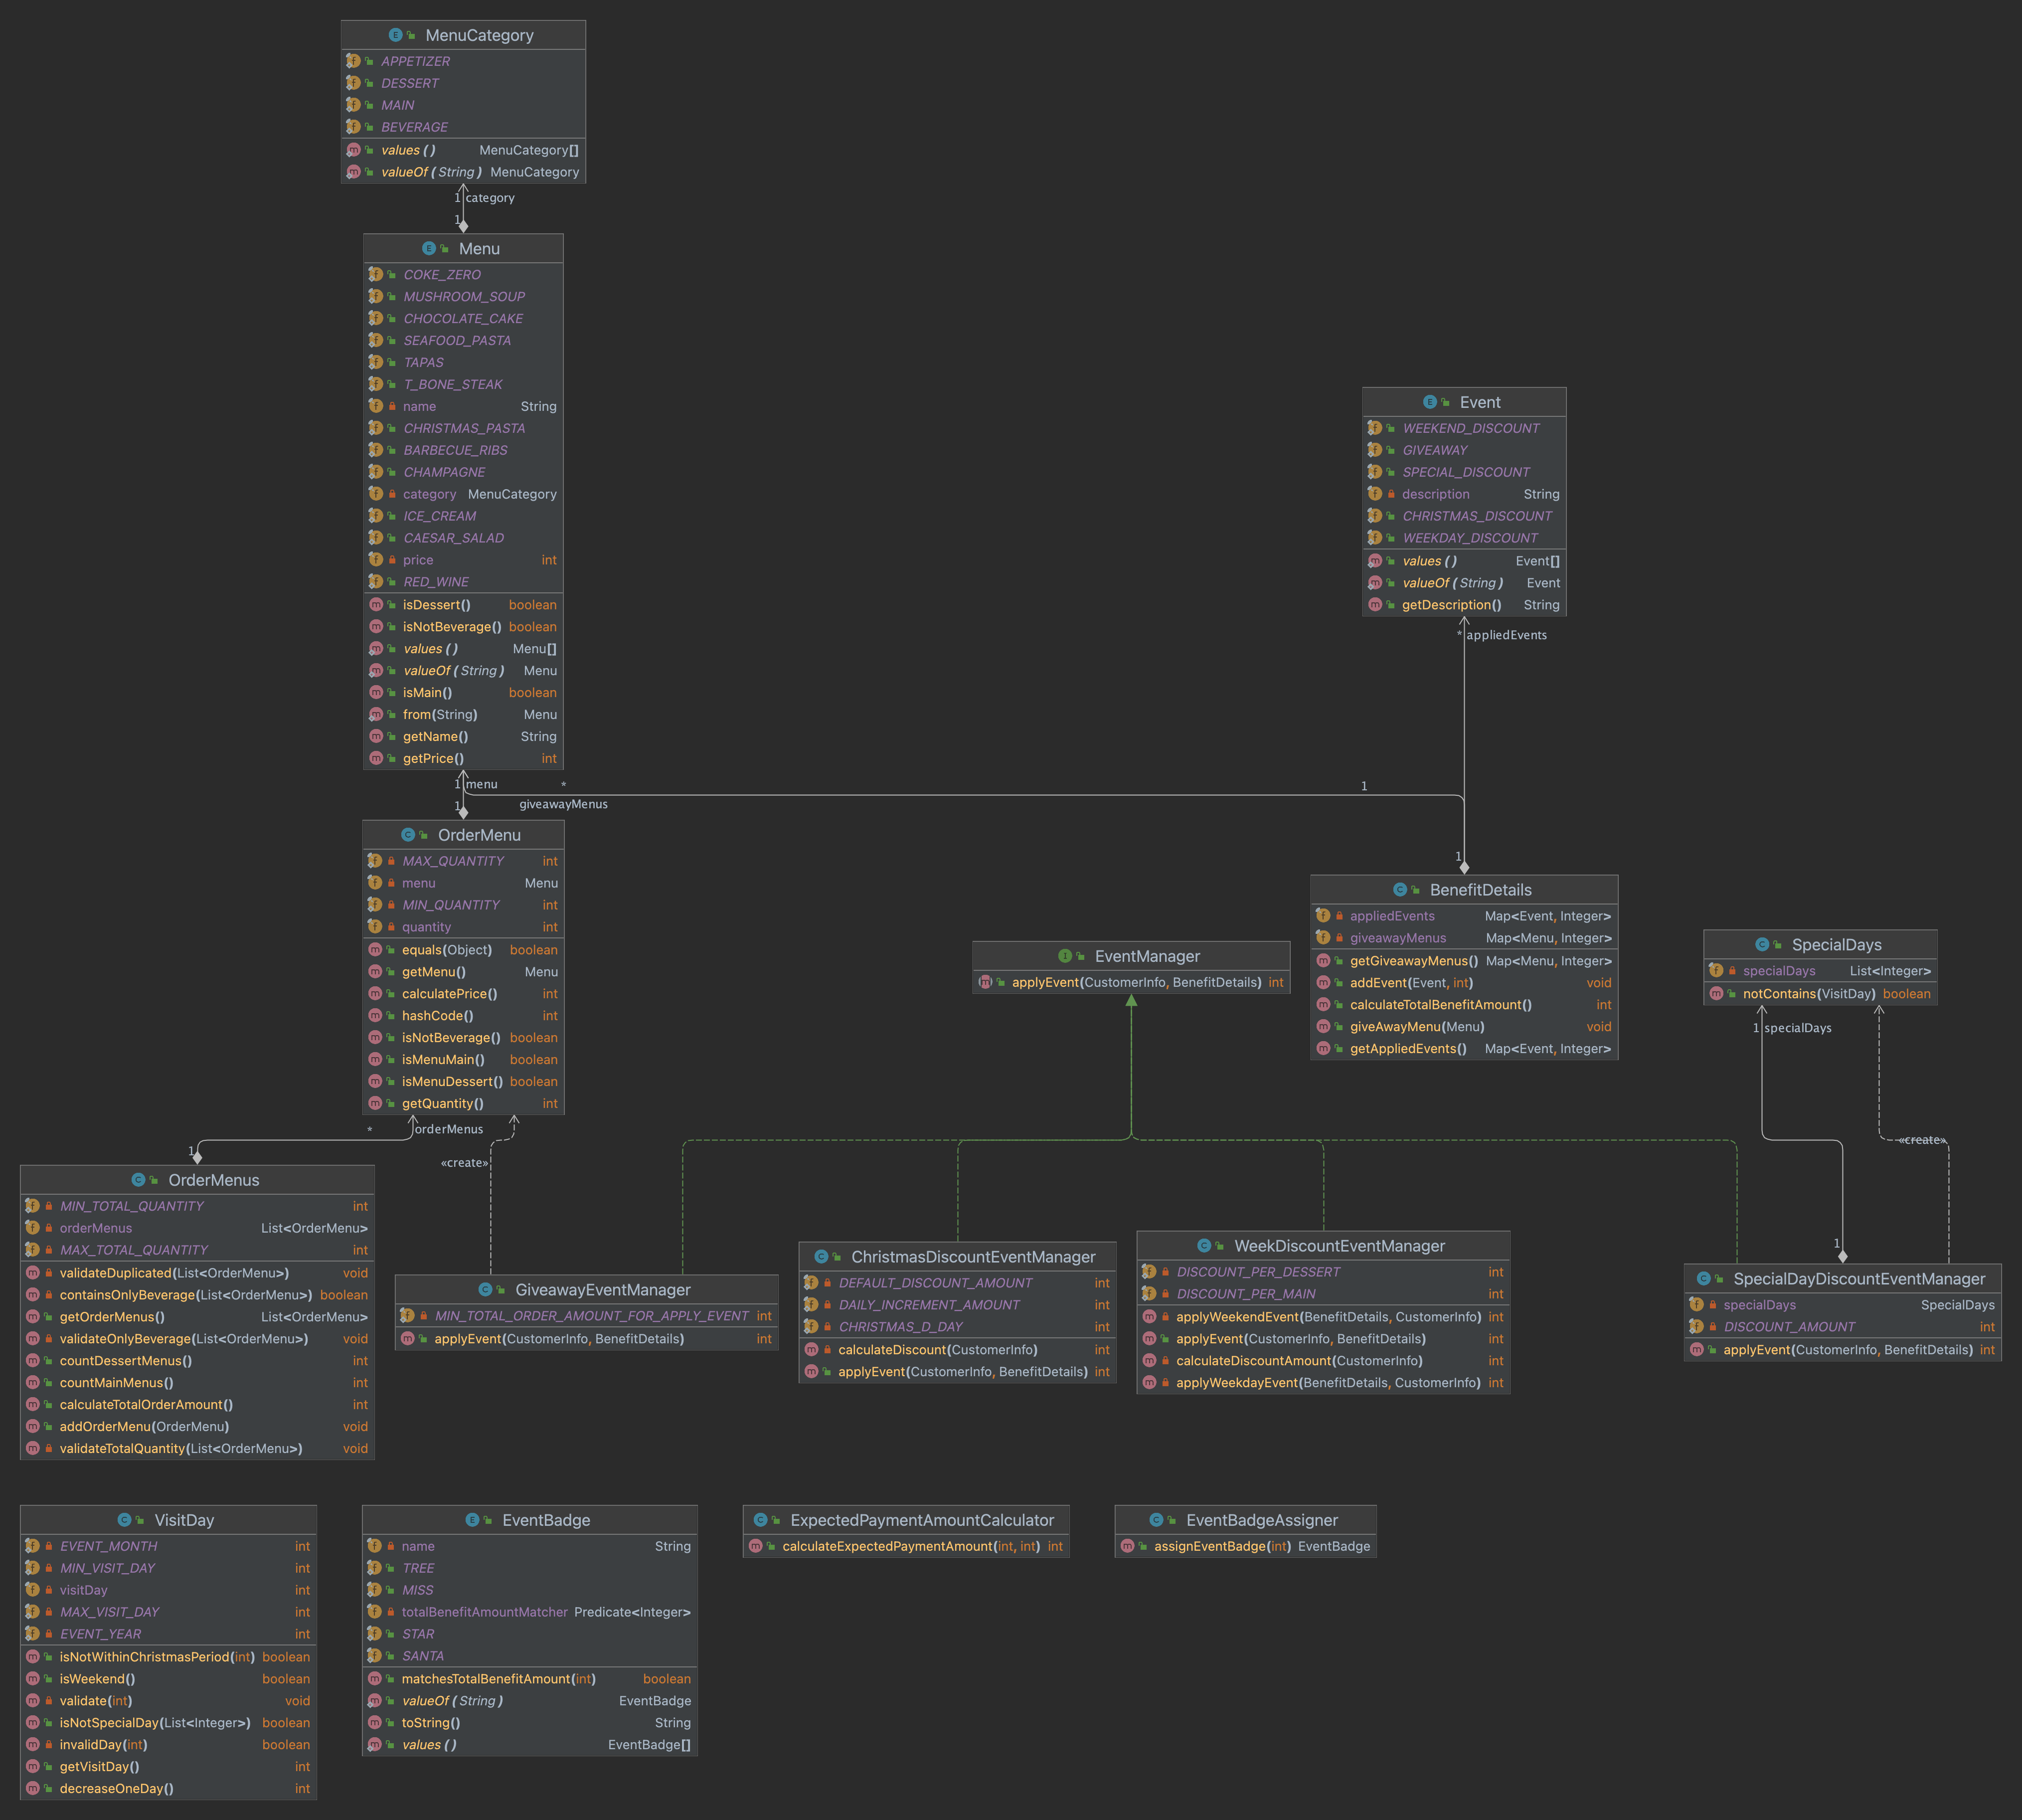 MenuCategory
APPETIZER
DESSERT
MAIN
BEVERAGE
values() MenuCategory[]
valueOf(String) MenuCategory
1 category
1
Menu
COKE_ZERO
MUSHROOM_SOUP
CHOCOLATE_CAKE
SEAFOOD_PASTA
TAPAS
T_BONE_STEAK
name String
CHRISTMAS_PASTA
BARBECUE_RIBS
CHAMPAGNE
category MenuCategory
ICE_CREAM
CAESAR_SALAD
price int
RED_WINE
isDessert() boolean
isNotBeverage() boolean
values() Menu[]
valueOf(String) Menu
isMain() boolean
from(String) Menu
getName() String
getPrice() int
Event
WEEKEND_DISCOUNT
GIVEAWAY
SPECIAL_DISCOUNT
description String
CHRISTMAS_DISCOUNT
WEEKDAY_DISCOUNT
values() Event[]
valueOf(String) Event
getDescription() String
* appliedEvents
1 menu
*
1
giveawayMenus
1
1
OrderMenu
MAX_QUANTITY int
menu Menu
MIN_QUANTITY int
quantity int
equals(Object) boolean
getMenu() Menu
calculatePrice() int
hashCode() int
isNotBeverage() boolean
isMenuMain() boolean
isMenuDessert() boolean
getQuantity() int
BenefitDetails
appliedEvents Map<Event, Integer>
giveawayMenus Map<Menu, Integer>
getGiveawayMenus() Map<Menu, Integer>
addEvent(Event, int) void
calculateTotalBenefitAmount() int
giveAwayMenu(Menu) void
getAppliedEvents() Map<Event, Integer>
EventManager
applyEvent(CustomerInfo, BenefitDetails) int
SpecialDays
specialDays List<Integer>
notContains(VisitDay) boolean
1 specialDays
* orderMenus
1
«create»
«create»
1
OrderMenus
MIN_TOTAL_QUANTITY int
orderMenus List<OrderMenu>
MAX_TOTAL_QUANTITY int
validateDuplicated(List<OrderMenu>) void
containsOnlyBeverage(List<OrderMenu>) boolean
getOrderMenus() List<OrderMenu>
validateOnlyBeverage(List<OrderMenu>) void
countDessertMenus() int
countMainMenus() int
calculateTotalOrderAmount() int
addOrderMenu(OrderMenu) void
validateTotalQuantity(List<OrderMenu>) void
GiveawayEventManager
MIN_TOTAL_ORDER_AMOUNT_FOR_APPLY_EVENT int
applyEvent(CustomerInfo, BenefitDetails) int
ChristmasDiscountEventManager
DEFAULT_DISCOUNT_AMOUNT int
DAILY_INCREMENT_AMOUNT int
CHRISTMAS_D_DAY int
calculateDiscount(CustomerInfo) int
applyEvent(CustomerInfo, BenefitDetails) int
WeekDiscountEventManager
DISCOUNT_PER_DESSERT int
DISCOUNT_PER_MAIN int
applyWeekendEvent(BenefitDetails, CustomerInfo) int
applyEvent(CustomerInfo, BenefitDetails) int
calculateDiscountAmount(CustomerInfo) int
applyWeekdayEvent(BenefitDetails, CustomerInfo) int
SpecialDayDiscountEventManager
specialDays SpecialDays
DISCOUNT_AMOUNT int
applyEvent(CustomerInfo, BenefitDetails) int
VisitDay
EVENT_MONTH int
MIN_VISIT_DAY int
visitDay int
MAX_VISIT_DAY int
EVENT_YEAR int
isNotWithinChristmasPeriod(int) boolean
isWeekend() boolean
validate(int) void
isNotSpecialDay(List<Integer>) boolean
invalidDay(int) boolean
getVisitDay() int
decreaseOneDay() int
EventBadge
name String
TREE
MISS
totalBenefitAmountMatcher Predicate<Integer>
STAR
SANTA
matchesTotalBenefitAmount(int) boolean
valueOf(String) EventBadge
toString() String
values() EventBadge[]
ExpectedPaymentAmountCalculator
calculateExpectedPaymentAmount(int, int) int
EventBadgeAssigner
assignEventBadge(int) EventBadge